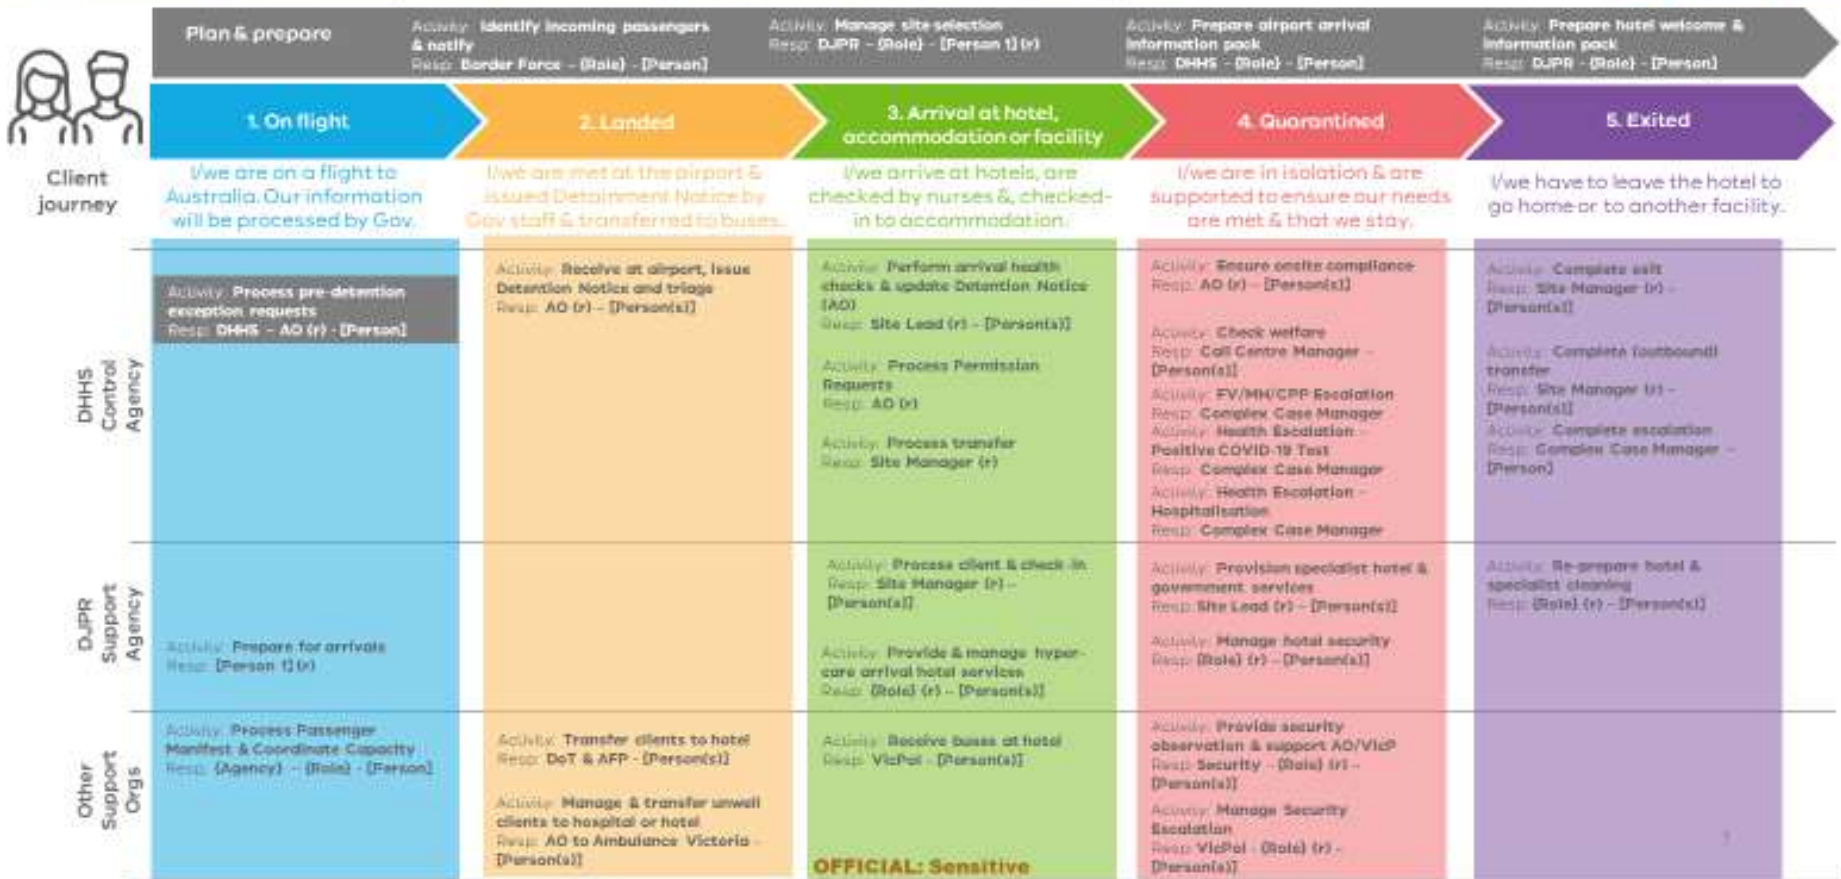 Plan & prepare
Activity: Identify incoming passengers
& notify
Resp: Border Force - {Role} - [Person]
Activity: Manage site selection
Resp: DJPR - {Role} - [Person 1] (r)
Activity: Prepare airport arrival
information pack
Resp: DHHS - {Role} - [Person]
Activity: Prepare hotel welcome &
information pack
Resp: DJPR - {Role} - [Person]
Client
journey
1. On flight
2. Landed
3. Arrival at hotel,
accommodation or facility
4. Quarantined
5. Exited
I/we are on a flight to
Australia. Our information
will be processed by Gov.
I/we are met at the airport &
issued Detainment Notice by
Gov staff & transferred to buses.
I/we arrive at hotels, are
checked by nurses &, checked-
in to accommodation.
I/we are in isolation & are
supported to ensure our needs
are met & that we stay.
I/we have to leave the hotel to
go home or to another facility.
DHHS
Control
Agency
Activity: Process pre-detention
exception requests
Resp: DHHS - AO (r) - [Person]
Activity: Receive at airport, issue
Detention Notice and triage
Resp: AO (r) - [Person(s)]
Activity: Perform arrival health
checks & update Detention Notice
(AO)
Resp: Site Lead (r) - [Person(s)]
Activity: Process Permission
Requests
Resp: AO (r)
Activity: Process transfer
Resp: Site Manager (r)
Activity: Ensure onsite compliance
Resp: AO (r) - [Person(s)]
Activity: Check welfare
Resp: Call Centre Manager -
[Person(s)]
Activity: FV/MH/CPP Escalation
Resp: Complex Case Manager
Activity: Health Escalation -
Positive COVID-19 Test
Resp: Complex Case Manager
Activity: Health Escalation -
Hospitalisation
Resp: Complex Case Manager
Activity: Complete exit
Resp: Site Manager (r) -
[Person(s)]
Activity: Complete (outbound)
transfer
Resp: Site Manager (r) -
[Person(s)]
Activity: Complete escalation
Resp: Complex Case Manager -
[Person]
DJPR
Support
Agency
Activity: Prepare for arrivals
Resp: [Person 1] (r)
Activity: Process client & check-in
Resp: Site Manager (r) -
[Person(s)]
Activity: Provide & manage hyper-
care arrival hotel services
Resp: {Role} (r) - [Person(s)]
Activity: Provision specialist hotel &
government services
Resp: Site Lead (r) - [Person(s)]
Activity: Manage hotel security
Resp: {Role} (r) - [Person(s)]
Activity: Re-prepare hotel &
specialist cleaning
Resp: {Role} (r) - [Person(s)]
Other
Support
Orgs
Activity: Process Passenger
Manifest & Coordinate Capacity
Resp: {Agency} - {Role} - [Person]
Activity: Transfer clients to hotel
Resp: DoT & AFP - [Person(s)]
Activity: Manage & transfer unwell
clients to hospital or hotel
Resp: AO to Ambulance Victoria -
[Person(s)]
Activity: Receive buses at hotel
Resp: VicPol - [Person(s)]
Activity: Provide security
observation & support AO/VicP
Resp: Security - {Role} (r) -
[Person(s)]
Activity: Manage Security
Escalation
Resp: VicPol - {Role} (r) -
[Person(s)]
OFFICIAL: Sensitive